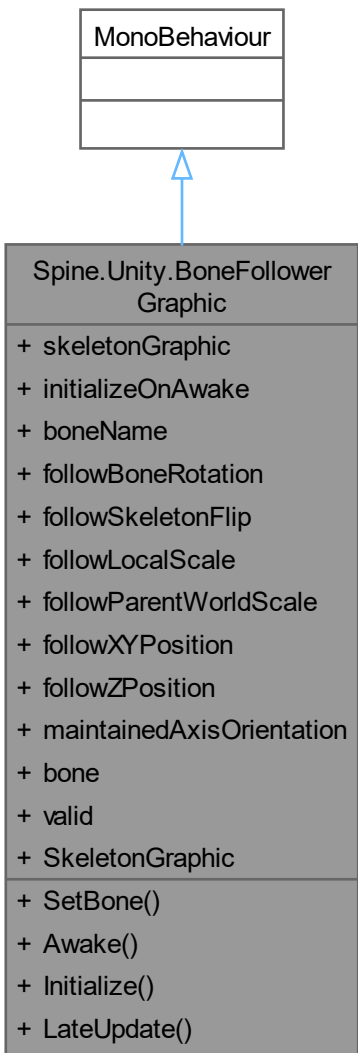 MonoBehaviour
Spine.Unity.BoneFollower
Graphic
+ skeletonGraphic
+ initializeOnAwake
+ boneName
+ followBoneRotation
+ followSkeletonFlip
+ followLocalScale
+ followParentWorldScale
+ followXYPosition
+ followZPosition
+ maintainedAxisOrientation
+ bone
+ valid
+ SkeletonGraphic
+ SetBone()
+ Awake()
+ Initialize()
+ LateUpdate()